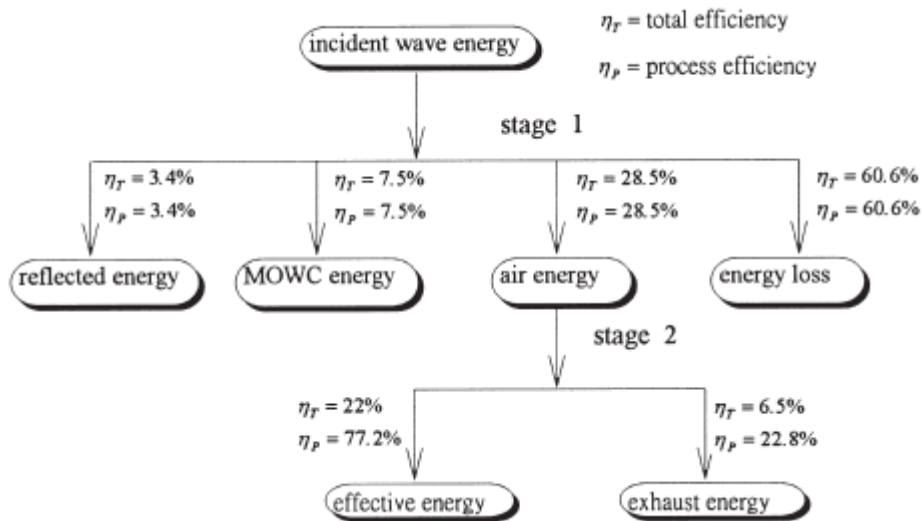 incident wave energy
η_T = total efficiency
η_P = process efficiency
stage 1
η_T = 3.4%
η_P = 3.4%
η_T = 7.5%
η_P = 7.5%
η_T = 28.5%
η_P = 28.5%
η_T = 60.6%
η_P = 60.6%
reflected energy
MOWC energy
air energy
energy loss
stage 2
η_T = 22%
η_P = 77.2%
η_T = 6.5%
η_P = 22.8%
effective energy
exhaust energy